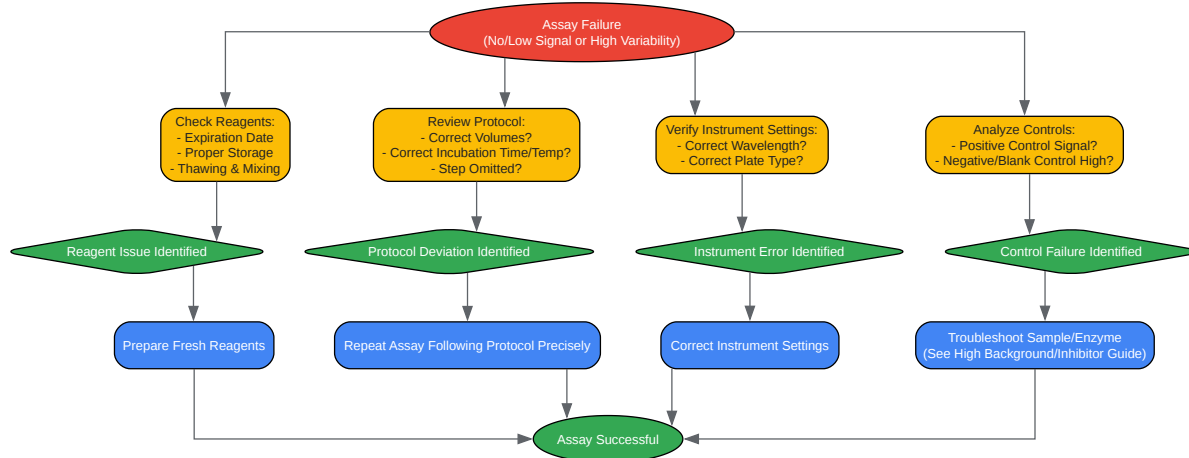 Assay Failure
(No/Low Signal or High Variability)
Check Reagents:
- Expiration Date
- Proper Storage
- Thawing & Mixing
Review Protocol:
- Correct Volumes?
- Correct Incubation Time/Temp?
- Step Omitted?
Verify Instrument Settings:
- Correct Wavelength?
- Correct Plate Type?
Analyze Controls:
- Positive Control Signal?
- Negative/Blank Control High?
Reagent Issue Identified
Protocol Deviation Identified
Instrument Error Identified
Control Failure Identified
Prepare Fresh Reagents
Repeat Assay Following Protocol Precisely
Correct Instrument Settings
Troubleshoot Sample/Enzyme
(See High Background/Inhibitor Guide)
Assay Successful